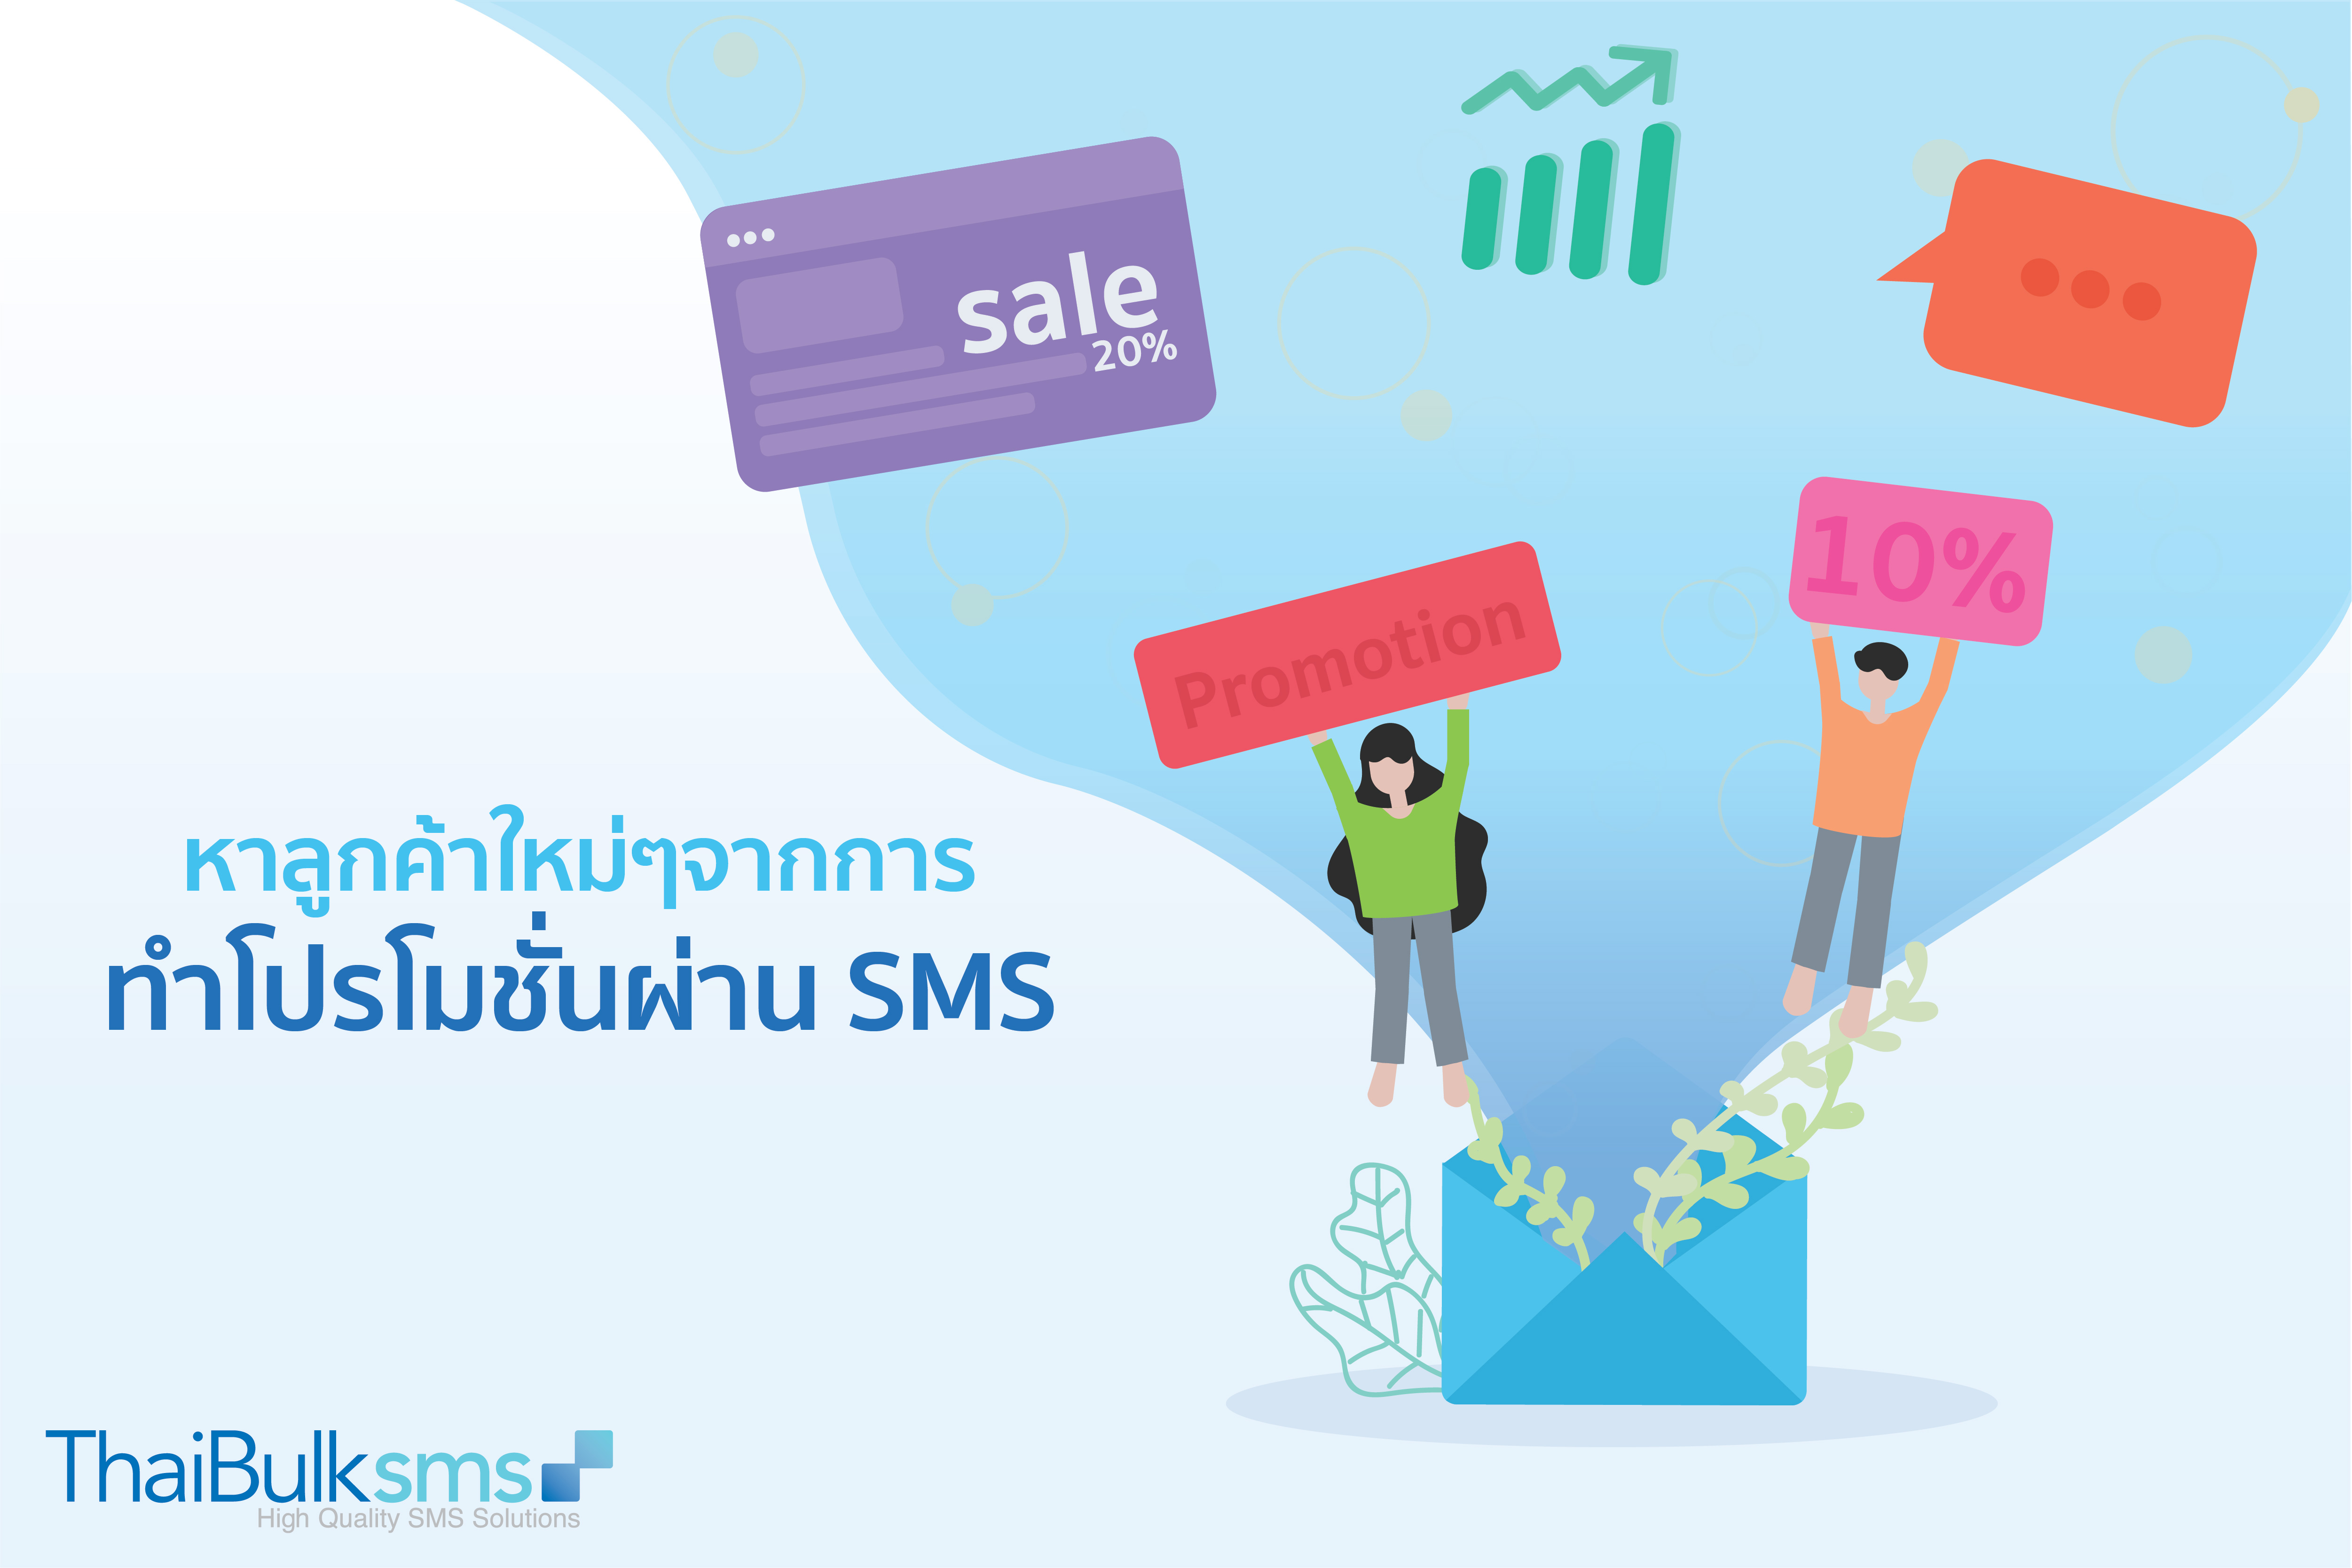 sale
20%
10%
Promotion
หาลูกค้าใหม่ๆจากการ
ทำโปรโมชั่นผ่าน SMS
ThaiBulksms
High Quality SMS Solutions